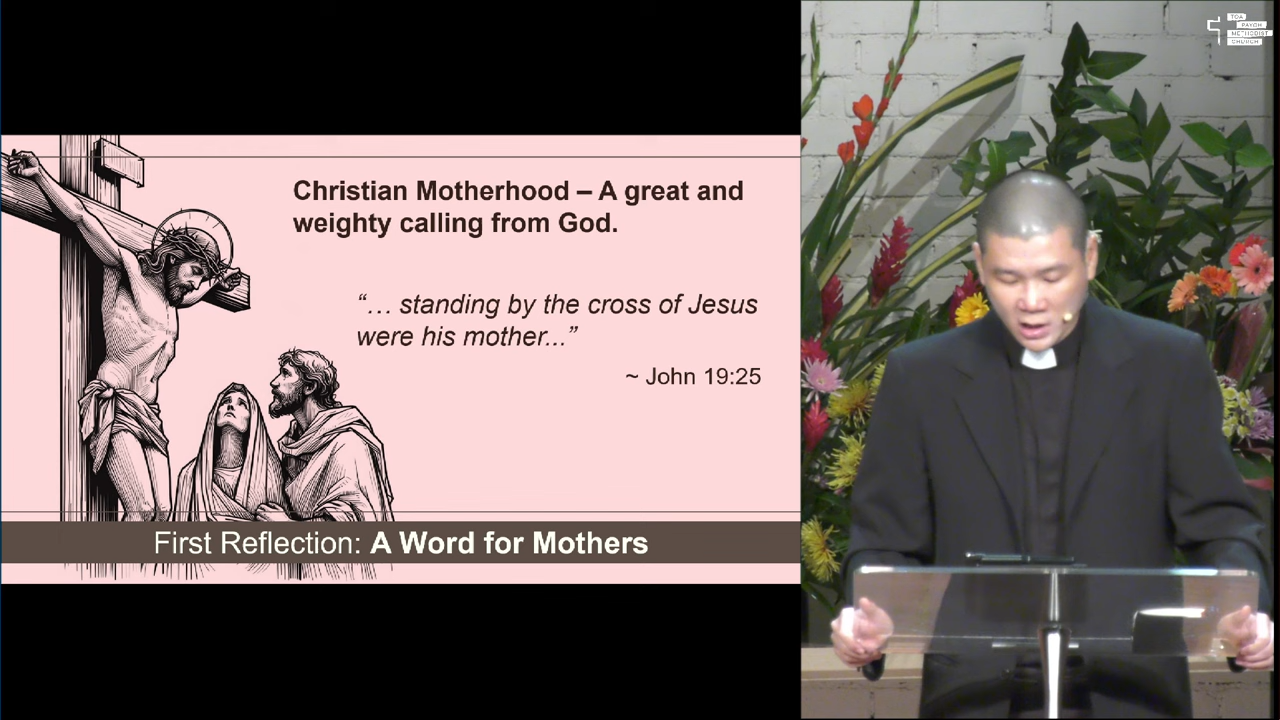 Christian Motherhood – A great and
weighty calling from God.
“… standing by the cross of Jesus
were his mother...”
~ John 19:25
First Reflection: A Word for Mothers
TOA
PAYOH
METHODIST
CHURCH